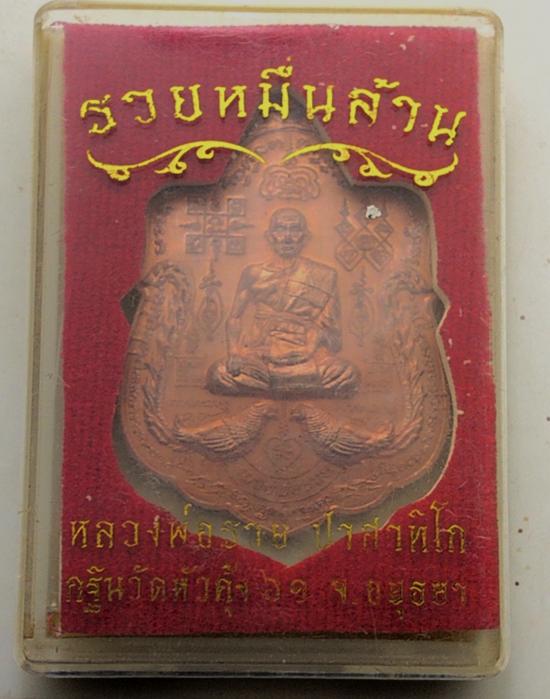 รวยหมื่นล้าน
หลวงพ่อรวย ปาสาทิโก
กฐินวัดหัวคุ้ง ๖๑ จ.อยุธยา